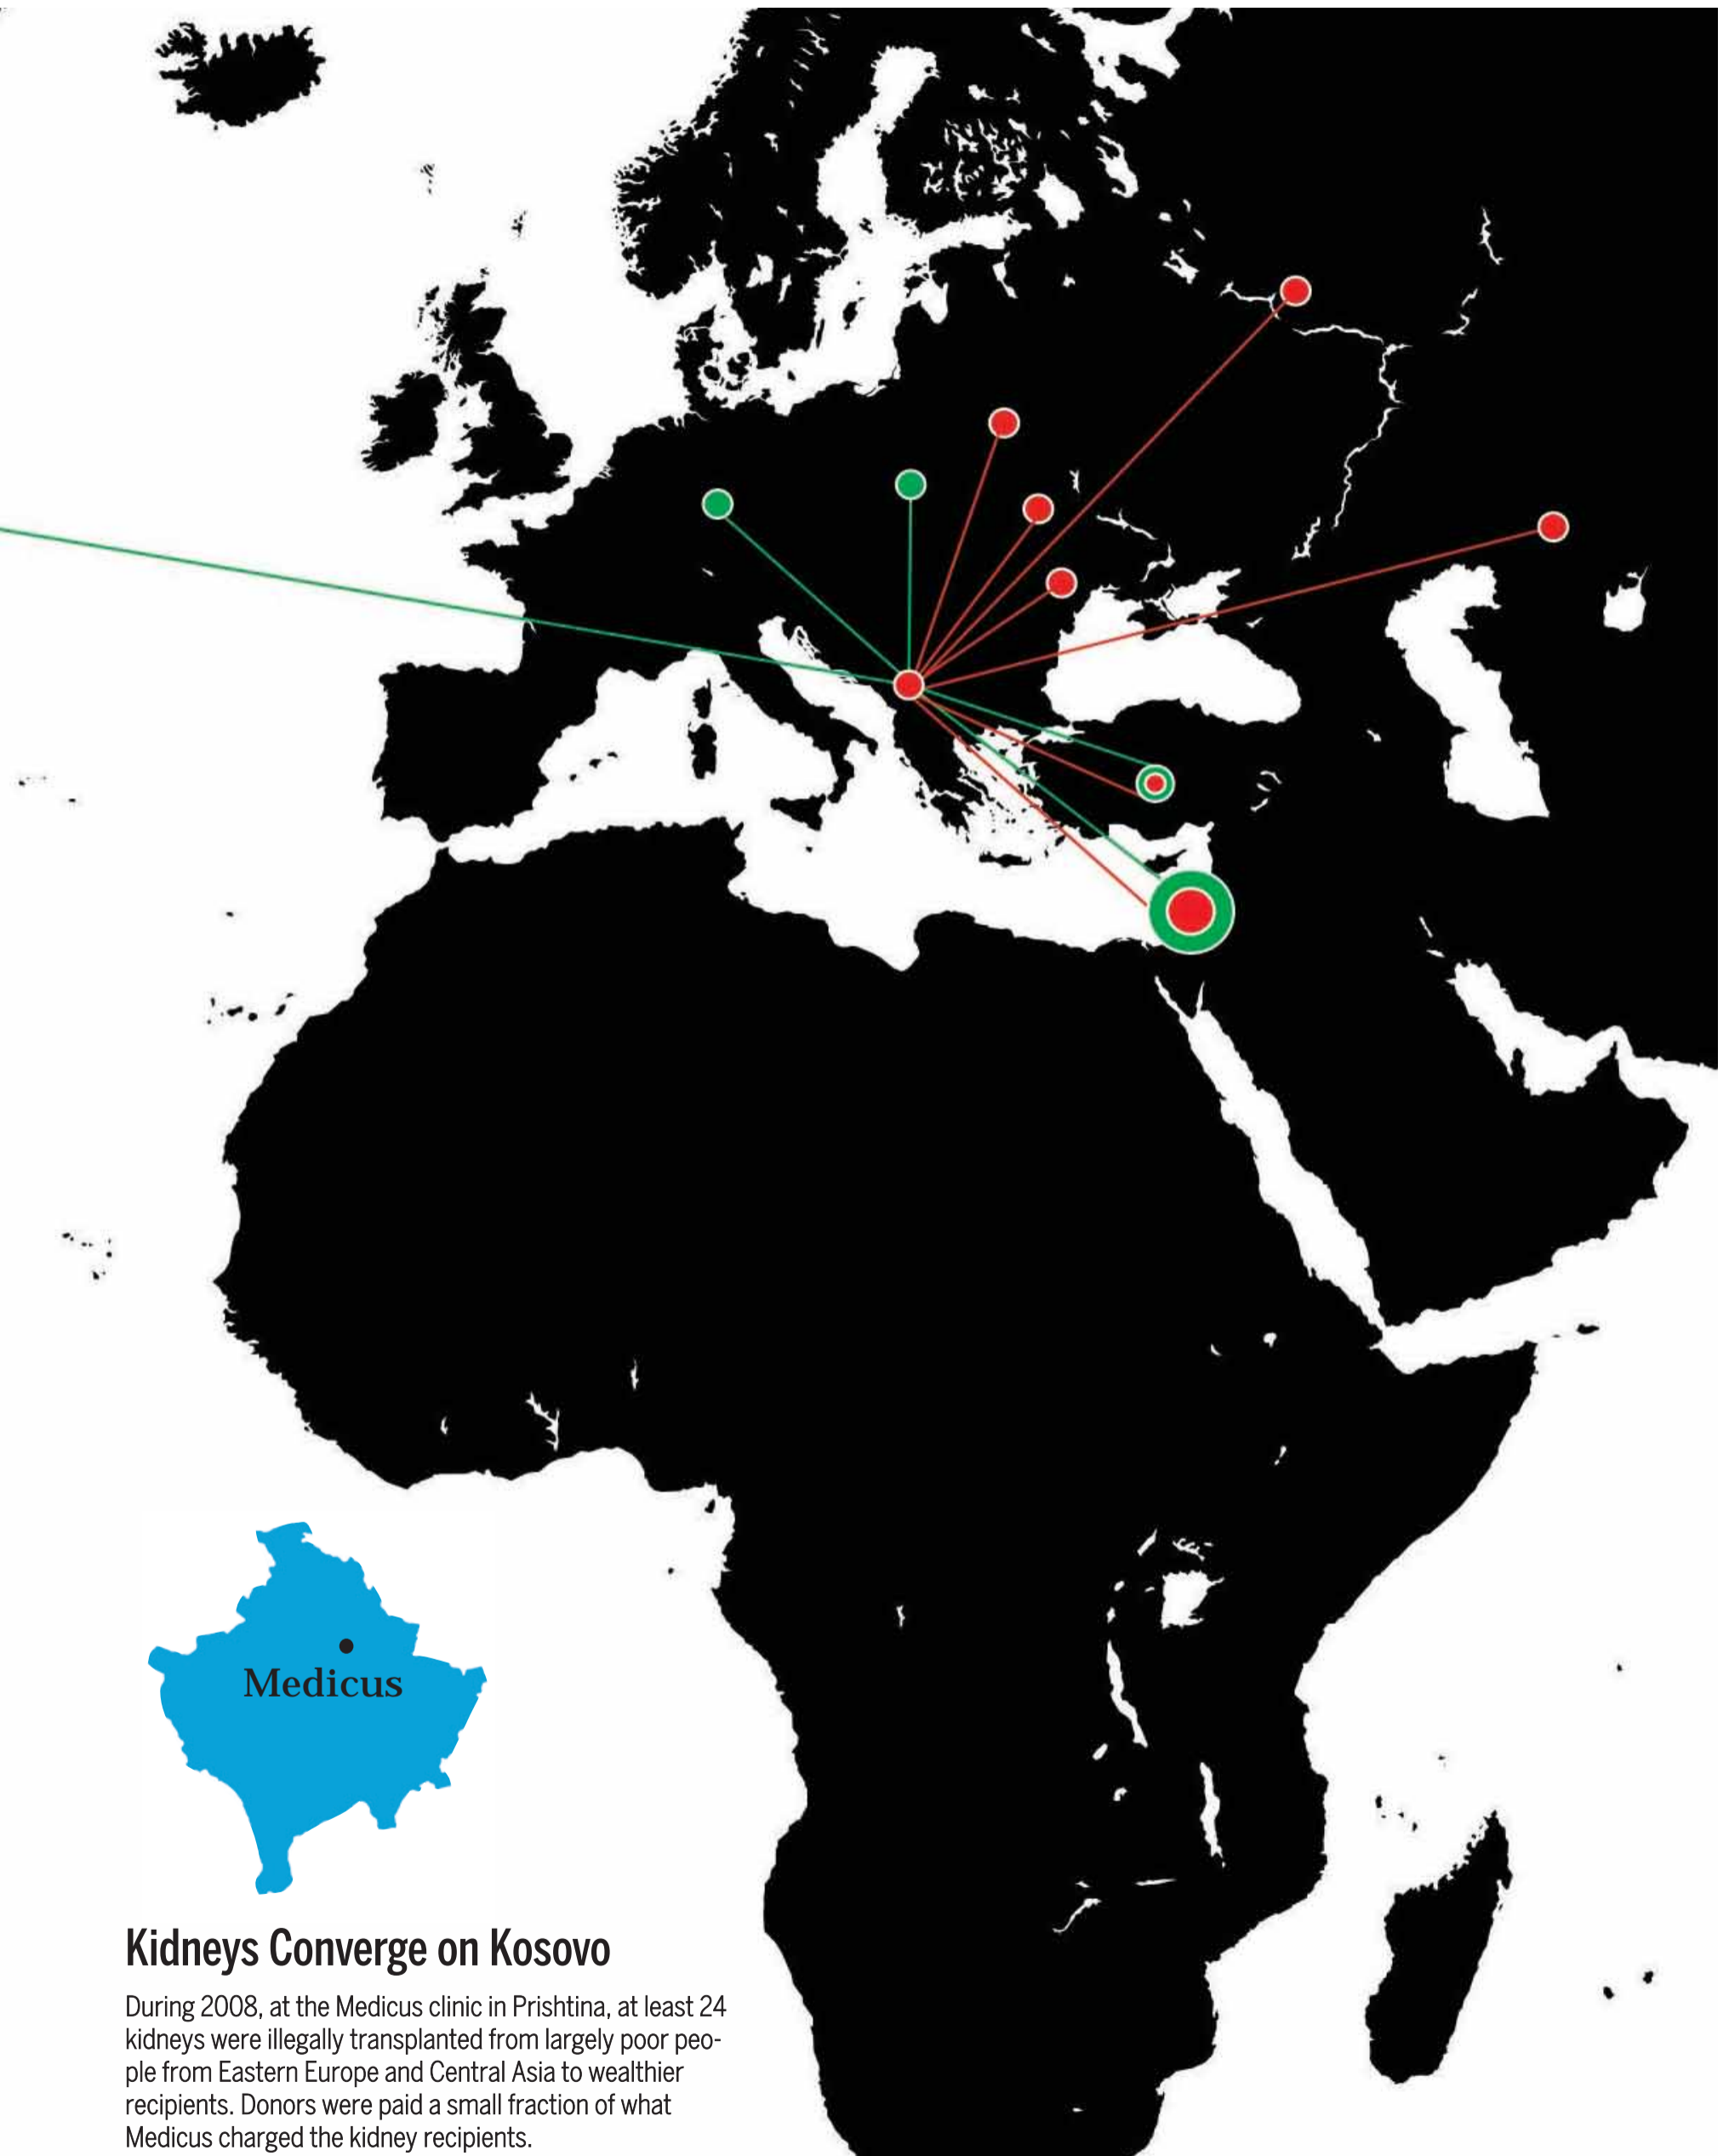 Medicus
Kidneys Converge on Kosovo
During 2008, at the Medicus clinic in Prishtina, at least 24
kidneys were illegally transplanted from largely poor peo-
ple from Eastern Europe and Central Asia to wealthier
recipients. Donors were paid a small fraction of what
Medicus charged the kidney recipients.